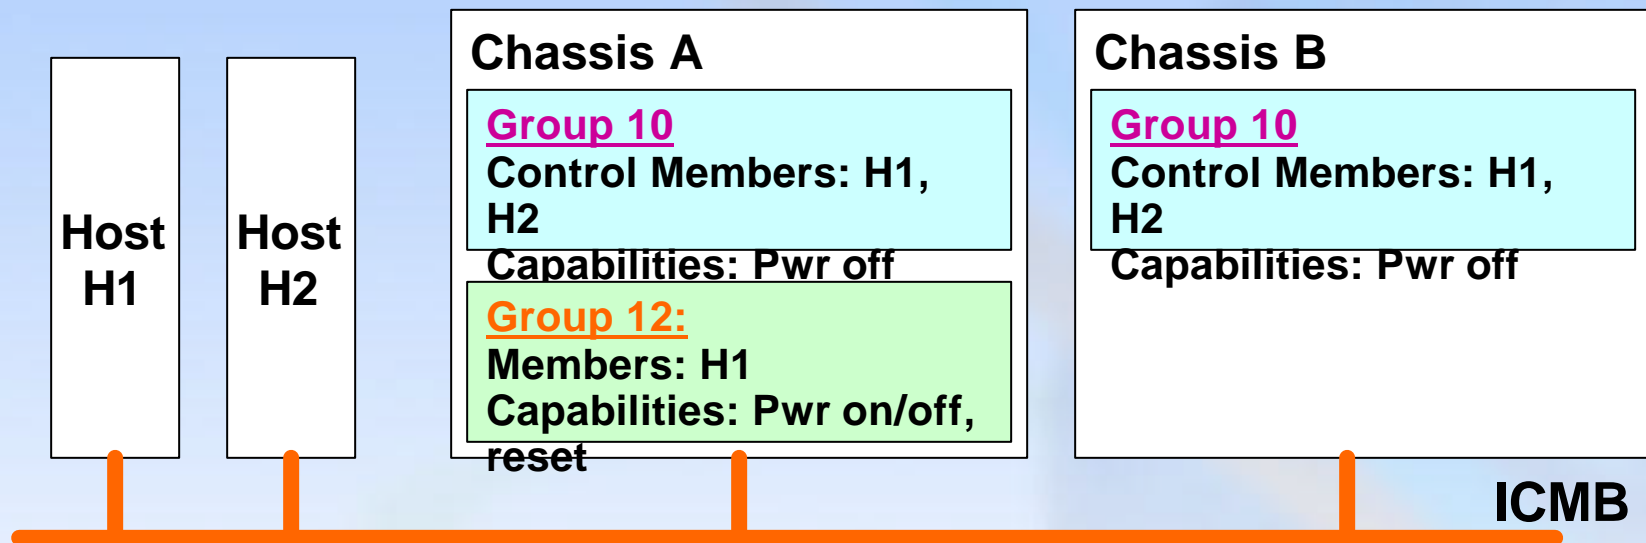 Host
H1
Host
H2
Chassis A
Group 10
Control Members: H1,
H2
Capabilities: Pwr off
Group 12:
Members: H1
Capabilities: Pwr on/off,
reset
Chassis B
Group 10
Control Members: H1,
H2
Capabilities: Pwr off
ICMB